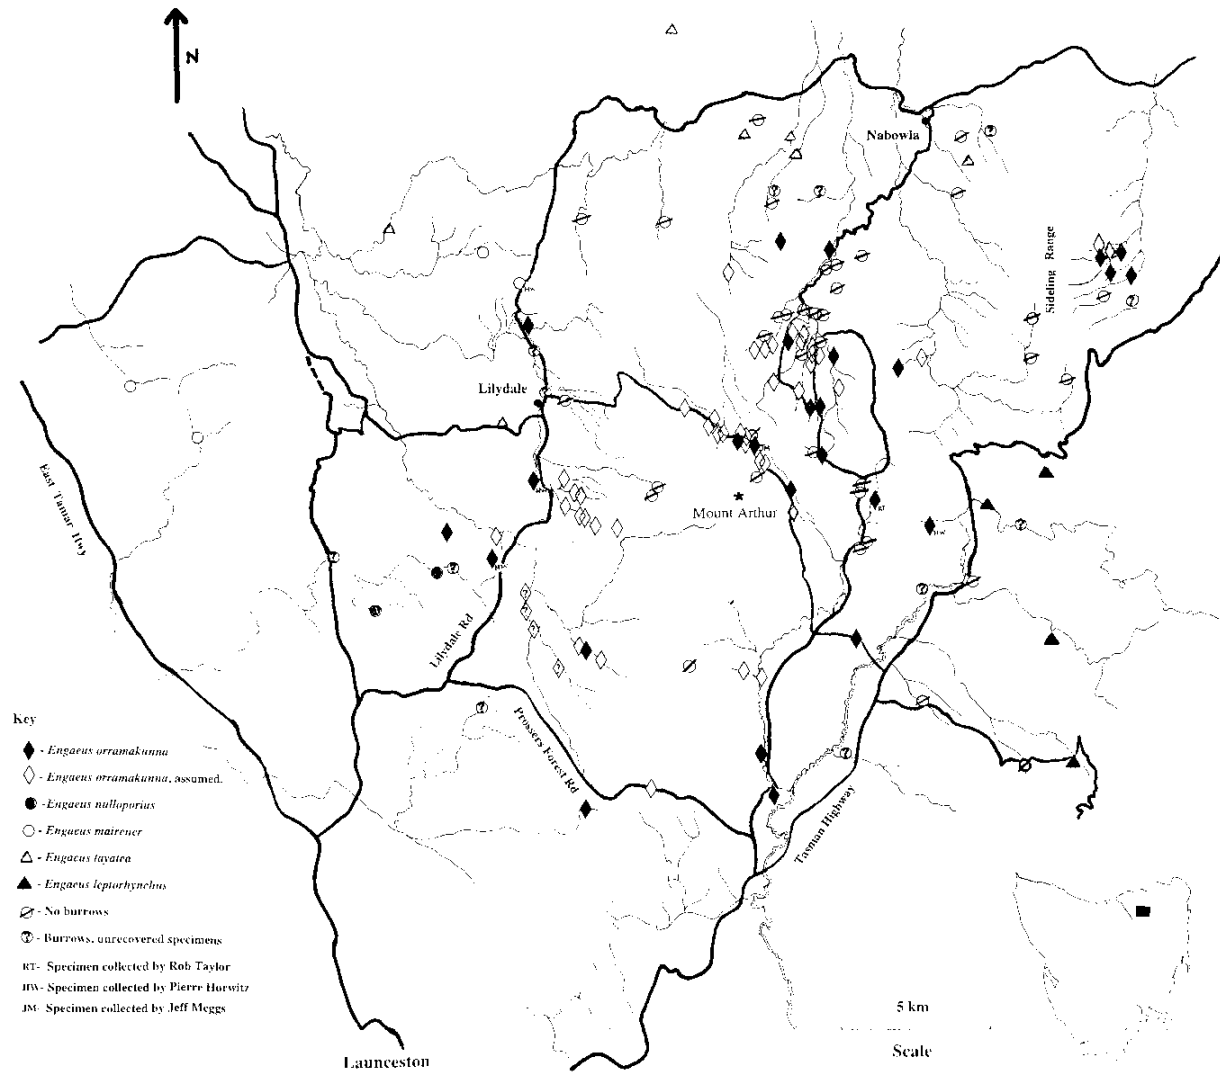 N
Nabowla
Sideling Range
Lilydale
East Tamar Hwy
Mount Arthur
RT
HW
Lilydale Rd
Prossers Forest Rd
Tasman Highway
Key
- Engaeus orramakunna
- Engaeus orramakunna, assumed.
- Engaeus nulloporius
- Engaeus mairener
- Engaeus tayatea
- Engaeus leptorhynchus
- No burrows
- Burrows, unrecovered specimens
RT- Specimen collected by Rob Taylor
HW- Specimen collected by Pierre Horwitz
JM- Specimen collected by Jeff Meggs
Launceston
5 km
Scale